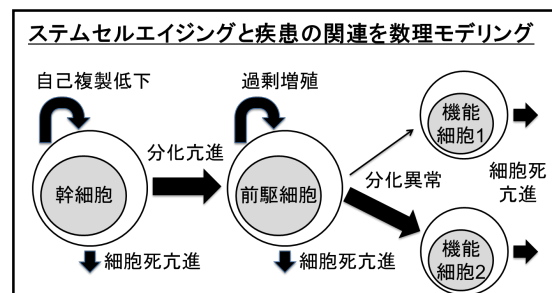 ステムセルエイジングと疾患の関連を数理モデリング
自己複製低下
過剰増殖
幹細胞
分化亢進
前駆細胞
分化異常
機能
細胞1
機能
細胞2
細胞死
亢進
細胞死亢進
細胞死亢進